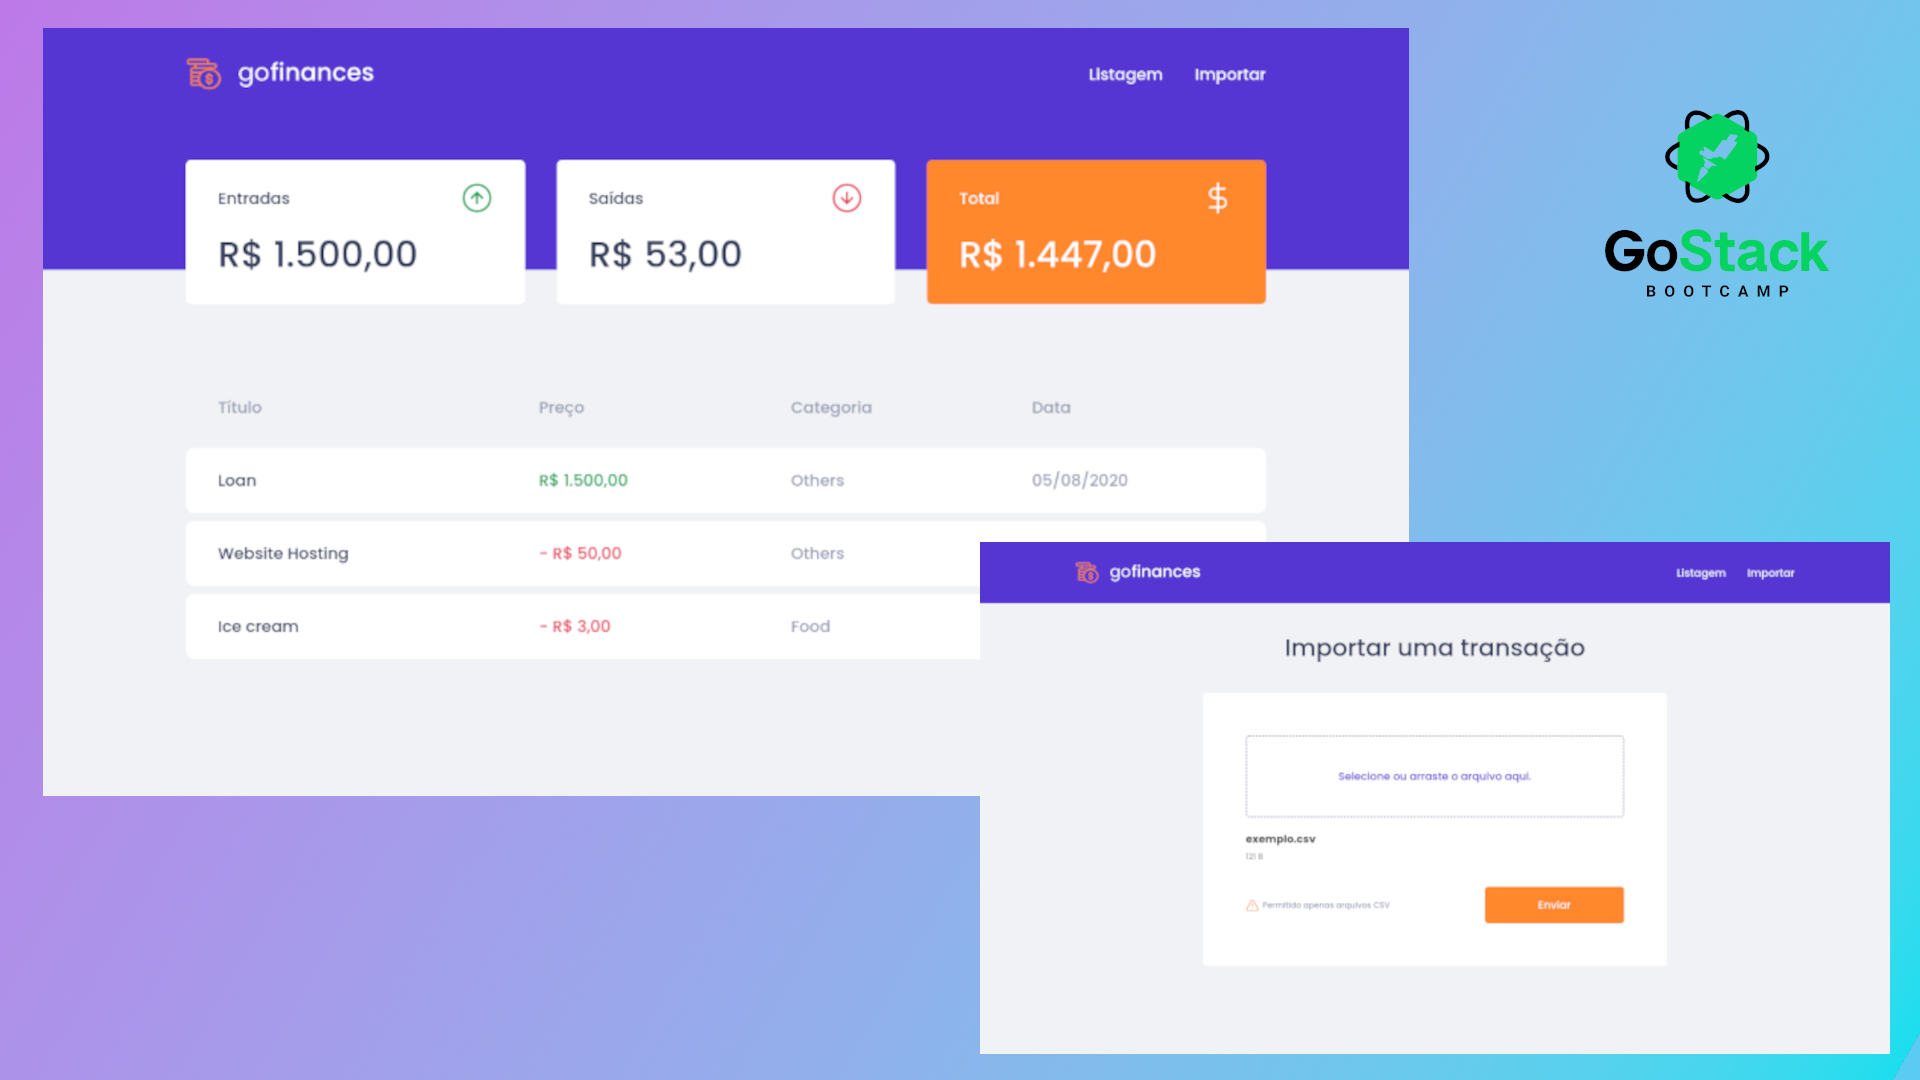 gofinances
Listagem Importar
Entradas
R$ 1.500,00
Saídas
R$ 53,00
Total
$
R$ 1.447,00
Título Preço Categoria Data
Loan R$ 1.500,00 Others 05/08/2020
Website Hosting - R$ 50,00 Others
Ice cream - R$ 3,00 Food
GoStack
BOOTCAMP
gofinances
Listagem Importar
Importar uma transação
Selecione ou arraste o arquivo aqui.
exemplo.csv
121 B
Permitido apenas arquivos CSV
Enviar